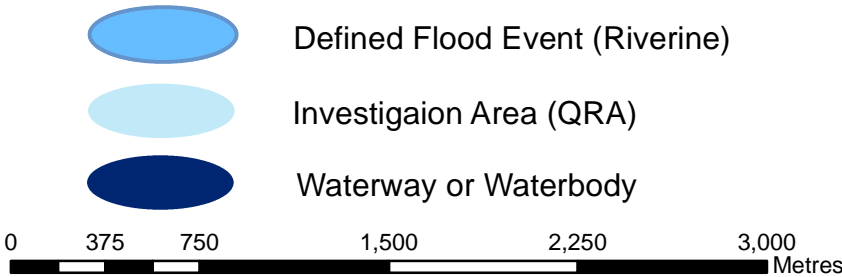 Defined Flood Event (Riverine)
Investigaion Area (QRA)
Waterway or Waterbody
0 375 750 1,500 2,250 3,000
Metres